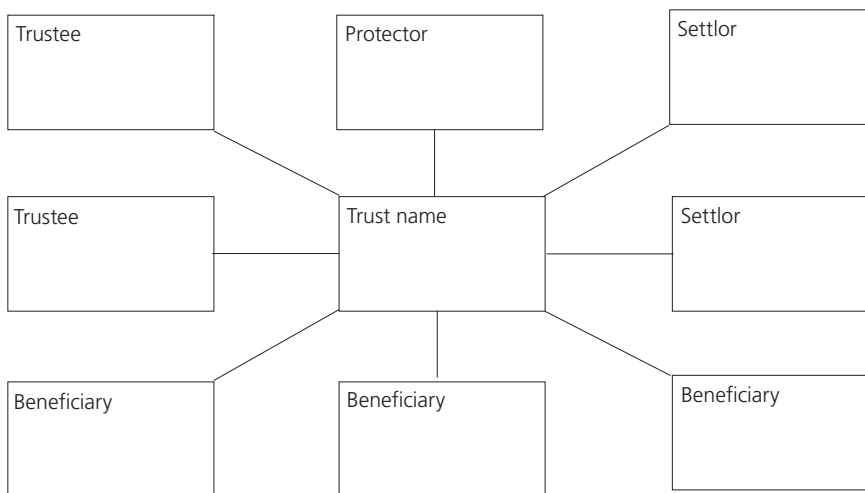 Trustee
Protector
Settlor
Trustee
Trust name
Settlor
Beneficiary
Beneficiary
Beneficiary